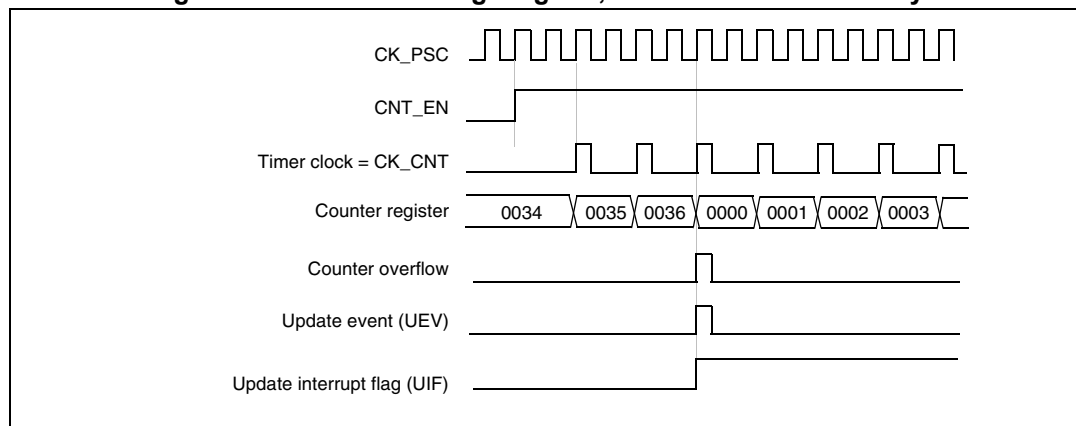 CK_PSC
CNT_EN
Timer clock = CK_CNT
Counter register 0034 0035 0036 0000 0001 0002 0003
Counter overflow
Update event (UEV)
Update interrupt flag (UIF)